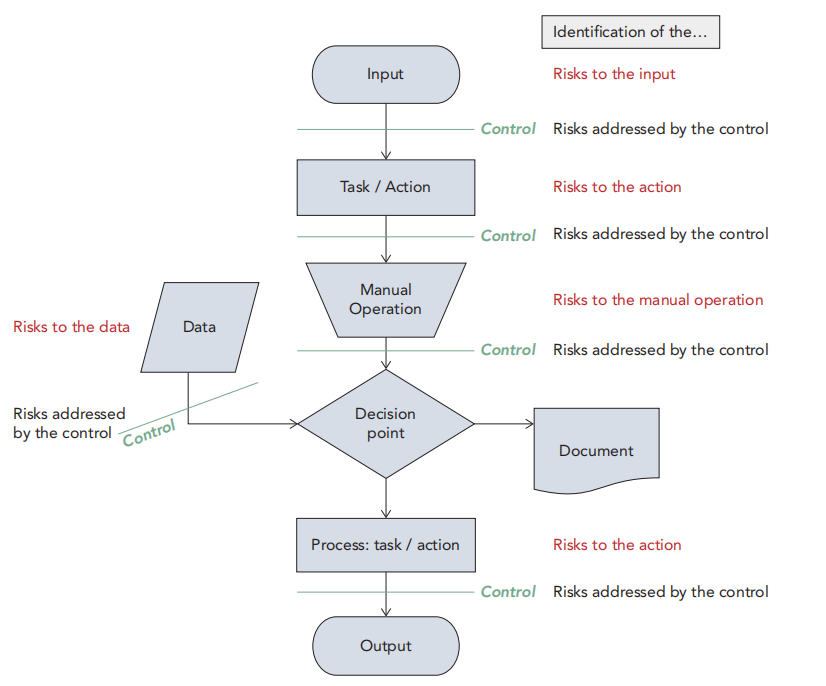 Identification of the…
Input
Risks to the input
Control
Risks addressed by the control
Task / Action
Risks to the action
Control
Risks addressed by the control
Manual
Operation
Risks to the manual operation
Risks to the data
Data
Control
Risks addressed by the control
Risks addressed
by the control
Control
Decision
point
Document
Process: task / action
Risks to the action
Control
Risks addressed by the control
Output